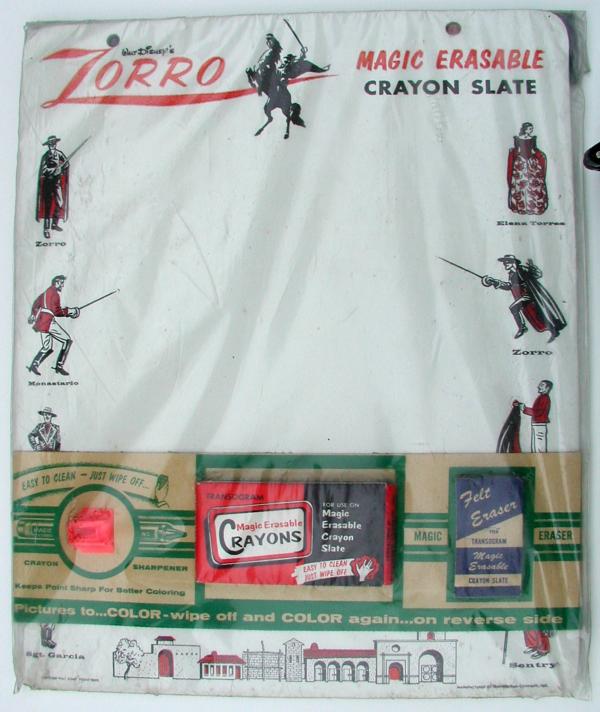 Walt Disney's
ZORRO
MAGIC ERASABLE
CRAYON SLATE
Zorro
Elena Torres
Monastario
Zorro
EASY TO CLEAN - JUST WIPE OFF...
CRAYON SHARPENER
Keeps Point Sharp For Better Coloring
TRANSOGRAM
Magic Erasable
CRAYONS
FOR USE ON
Magic
Erasable
Crayon
Slate
EASY TO CLEAN
JUST WIPE OFF
MAGIC ERASER
Felt
Eraser
FOR
TRANSOGRAM
Magic
Erasable
CRAYON SLATE
Pictures to...COLOR-wipe off and COLOR again...on reverse side
Sgt. Garcia
Sentry